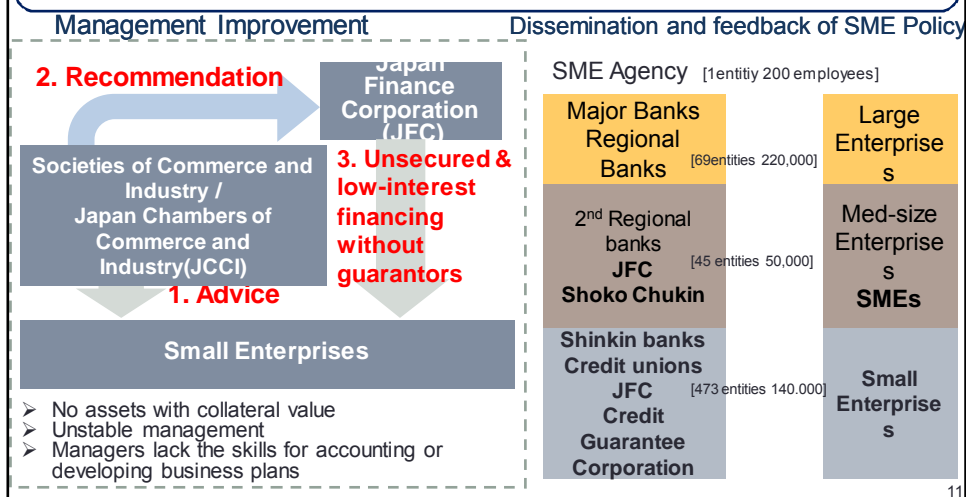 Management Improvement
2. Recommendation
Japan
Finance
Corporation
(JFC)
Societies of Commerce and
Industry /
Japan Chambers of
Commerce and
Industry(JCCI)
3. Unsecured &
low-interest
financing
without
guarantors
1. Advice
Small Enterprises
➢ No assets with collateral value
➢ Unstable management
➢ Managers lack the skills for accounting or
developing business plans
Dissemination and feedback of SME Policy
SME Agency [1entitiy 200 employees]
Major Banks
Regional
Banks
[69entities 220,000]
Large
Enterprise
s
2nd Regional
banks
JFC
Shoko Chukin
[45 entities 50,000]
Med-size
Enterprise
s
SMEs
Shinkin banks
Credit unions
JFC
Credit
Guarantee
Corporation
[473 entities 140.000]
Small
Enterprise
s
11